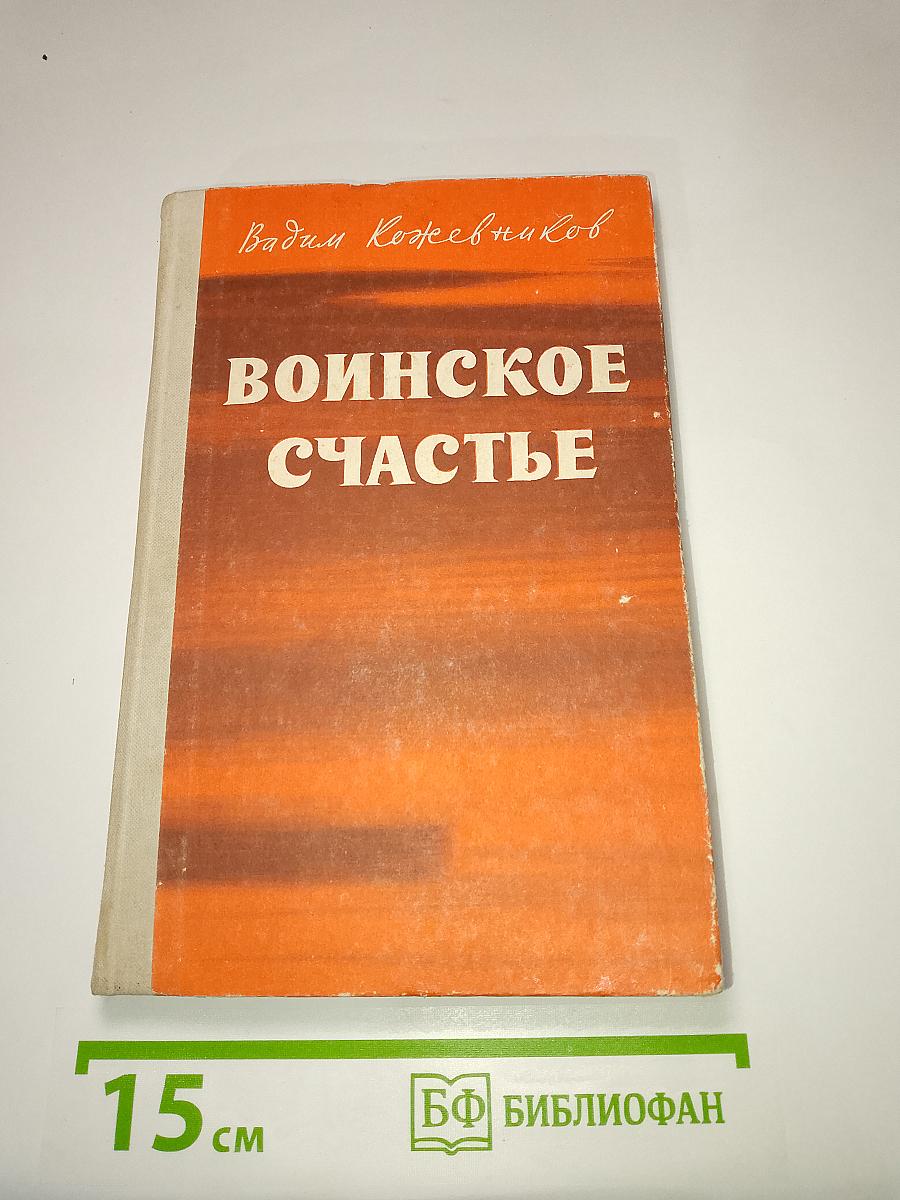 Вадим Кожевников
ВОИНСКОЕ
СЧАСТЬЕ
15 см
БФ БИБЛИОФАН